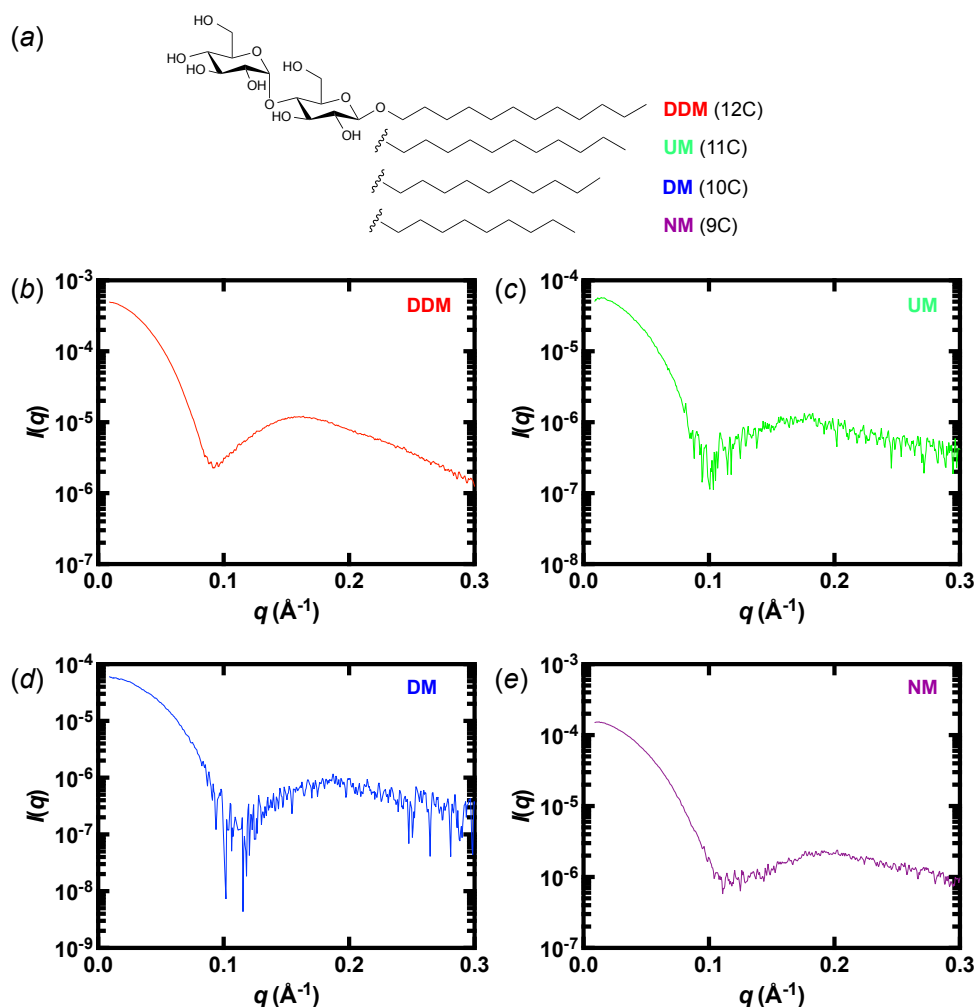 (a)
HO
HO
O
HO
OH
HO
O
O
HO
O
O
OH
DDM (12C)
UM (11C)
DM (10C)
NM (9C)
(b)
DDM
10⁻³
10⁻⁴
10⁻⁵
10⁻⁶
10⁻⁷
I(q)
0.0 0.1 0.2 0.3
q (Å⁻¹)
(c)
UM
10⁻⁴
10⁻⁵
10⁻⁶
10⁻⁷
10⁻⁸
I(q)
0.0 0.1 0.2 0.3
q (Å⁻¹)
(d)
DM
10⁻⁴
10⁻⁵
10⁻⁶
10⁻⁷
10⁻⁸
10⁻⁹
I(q)
0.0 0.1 0.2 0.3
q (Å⁻¹)
(e)
NM
10⁻³
10⁻⁴
10⁻⁵
10⁻⁶
10⁻⁷
I(q)
0.0 0.1 0.2 0.3
q (Å⁻¹)